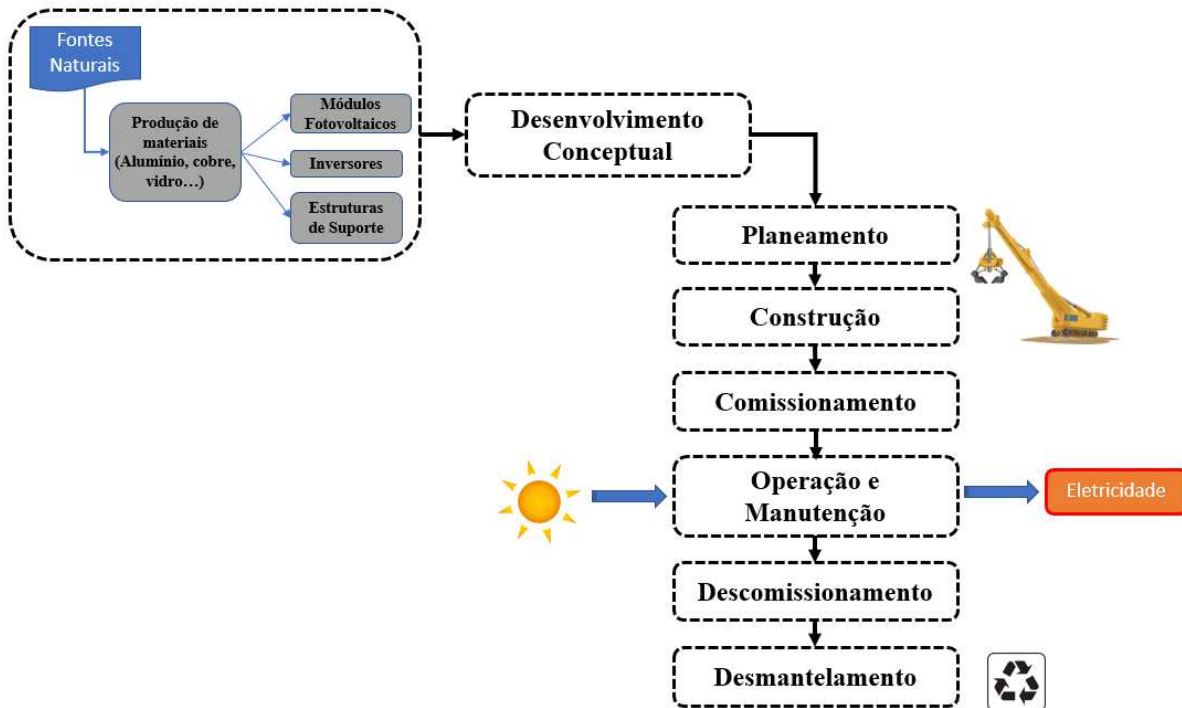 Fontes
Naturais
Produção de
materiais
(Alumínio, cobre,
vidro…)
Módulos
Fotovoltaicos
Inversores
Estruturas
de Suporte
Desenvolvimento
Conceptual
Planeamento
Construção
Comissionamento
Operação e
Manutenção
Eletricidade
Descomissionamento
Desmantelamento